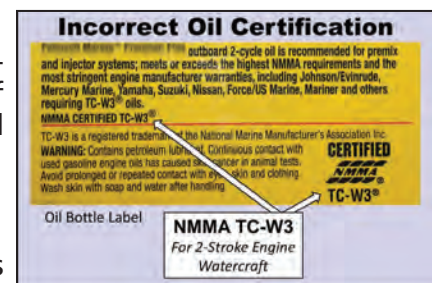 Incorrect Oil Certification
outboard 2-cycle oil is recommended for premix
and injector systems; meets or exceeds the highest NMMA requirements and the
most stringent engine manufacturer warranties, including Johnson/Evinrude,
Mercury Marine, Yamaha, Suzuki, Nissan, Force/US Marine, Mariner and others
requiring TC-W3® oils.
NMMA CERTIFIED TC-W3®
TC-W3 is a registered trademark of the National Marine Manufacturer's Association Inc.
WARNING: Contains petroleum lubricant. Continuous contact with
used gasoline engine oils has caused skin cancer in animal tests.
Avoid prolonged or repeated contact with eyes, skin and clothing.
Wash skin with soap and water after handling.
CERTIFIED
NMMA®
TC-W3®
Oil Bottle Label
NMMA TC-W3
For 2-Stroke Engine
Watercraft
s